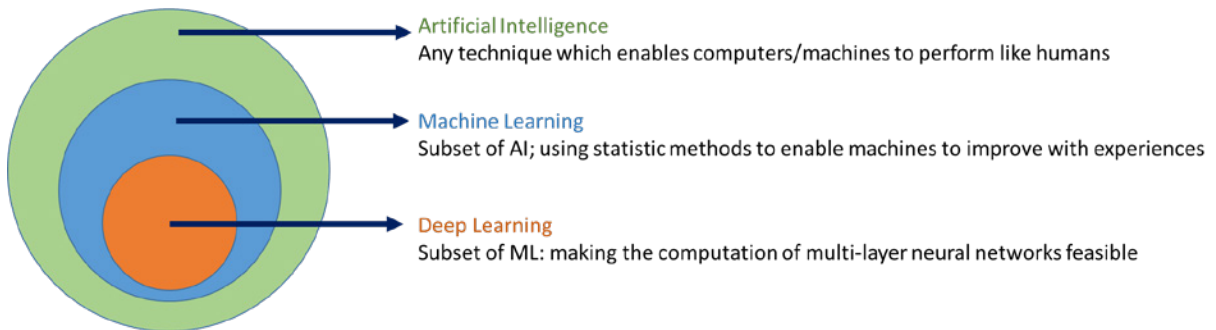 Artificial Intelligence
Any technique which enables computers/machines to perform like humans
Machine Learning
Subset of AI; using statistic methods to enable machines to improve with experiences
Deep Learning
Subset of ML: making the computation of multi-layer neural networks feasible